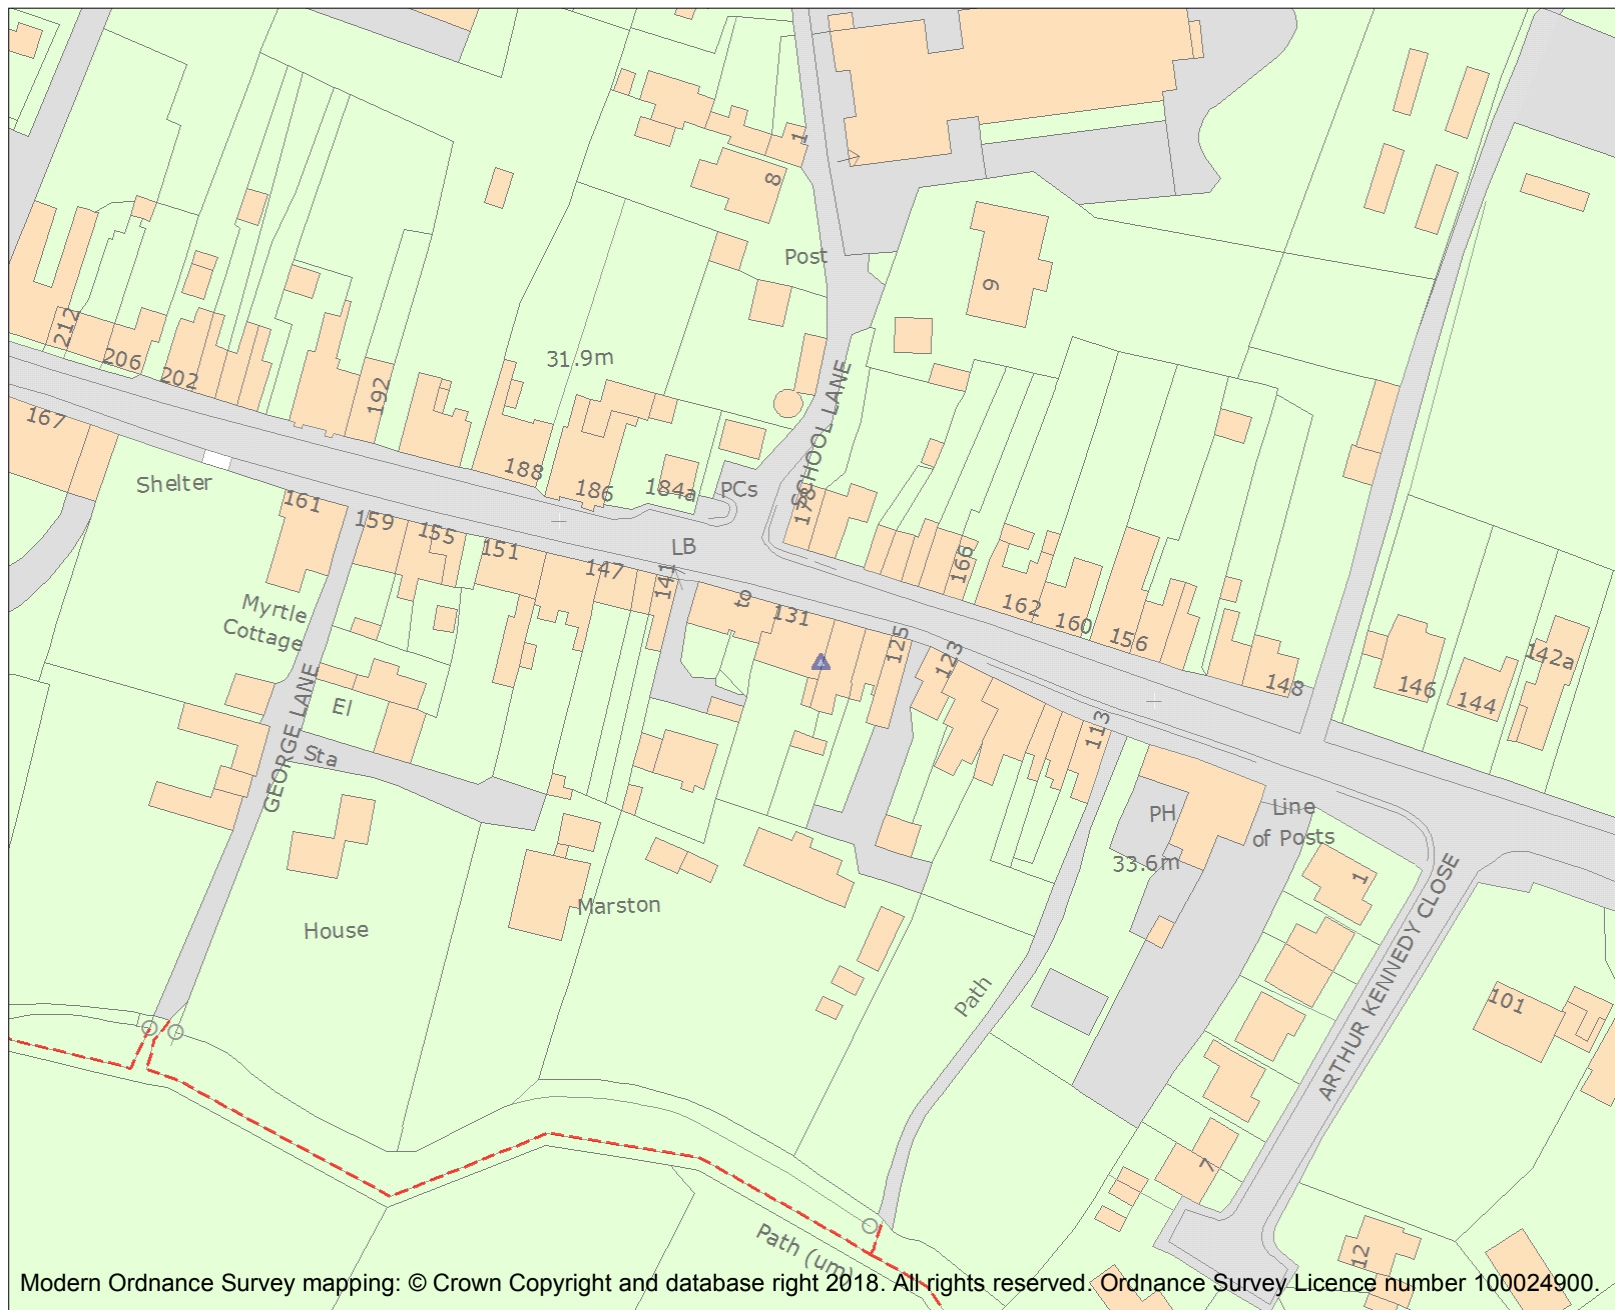 1
8
Post
9
212
206
202
192
31.9m
SCHOOL LANE
167
Shelter
188
186
184a
PCs
178
161
159
155
151
147
141
LB
to
131
125
123
166
162
160
156
148
146
144
142a
Myrtle
Cottage
GEORGE LANE
El
Sta
113
PH
33.6m
Line
of Posts
1
ARTHUR KENNEDY CLOSE
House
Marston
Path
101
7
12
Path (um)
Modern Ordnance Survey mapping: © Crown Copyright and database right 2018. All rights reserved. Ordnance Survey Licence number 100024900.